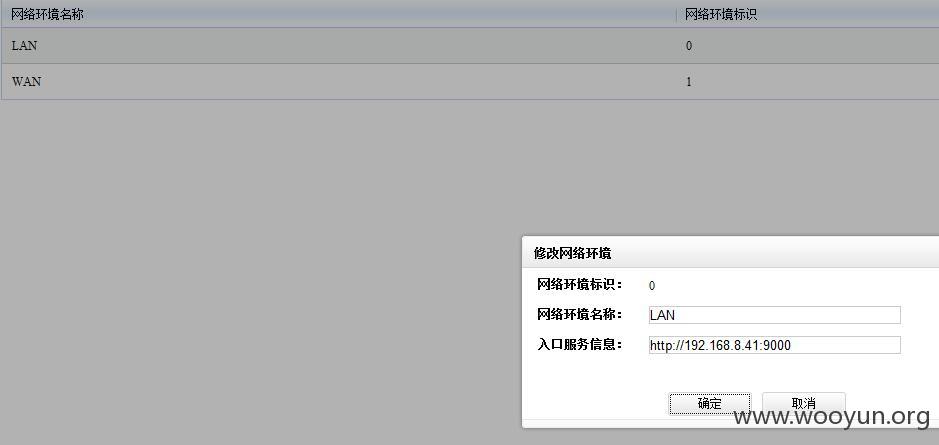 网络环境名称 网络环境标识
LAN 0
WAN 1
修改网络环境
网络环境标识： 0
网络环境名称： LAN
入口服务信息： http://192.168.8.41:9000
确定 取消
www.wooyun.org